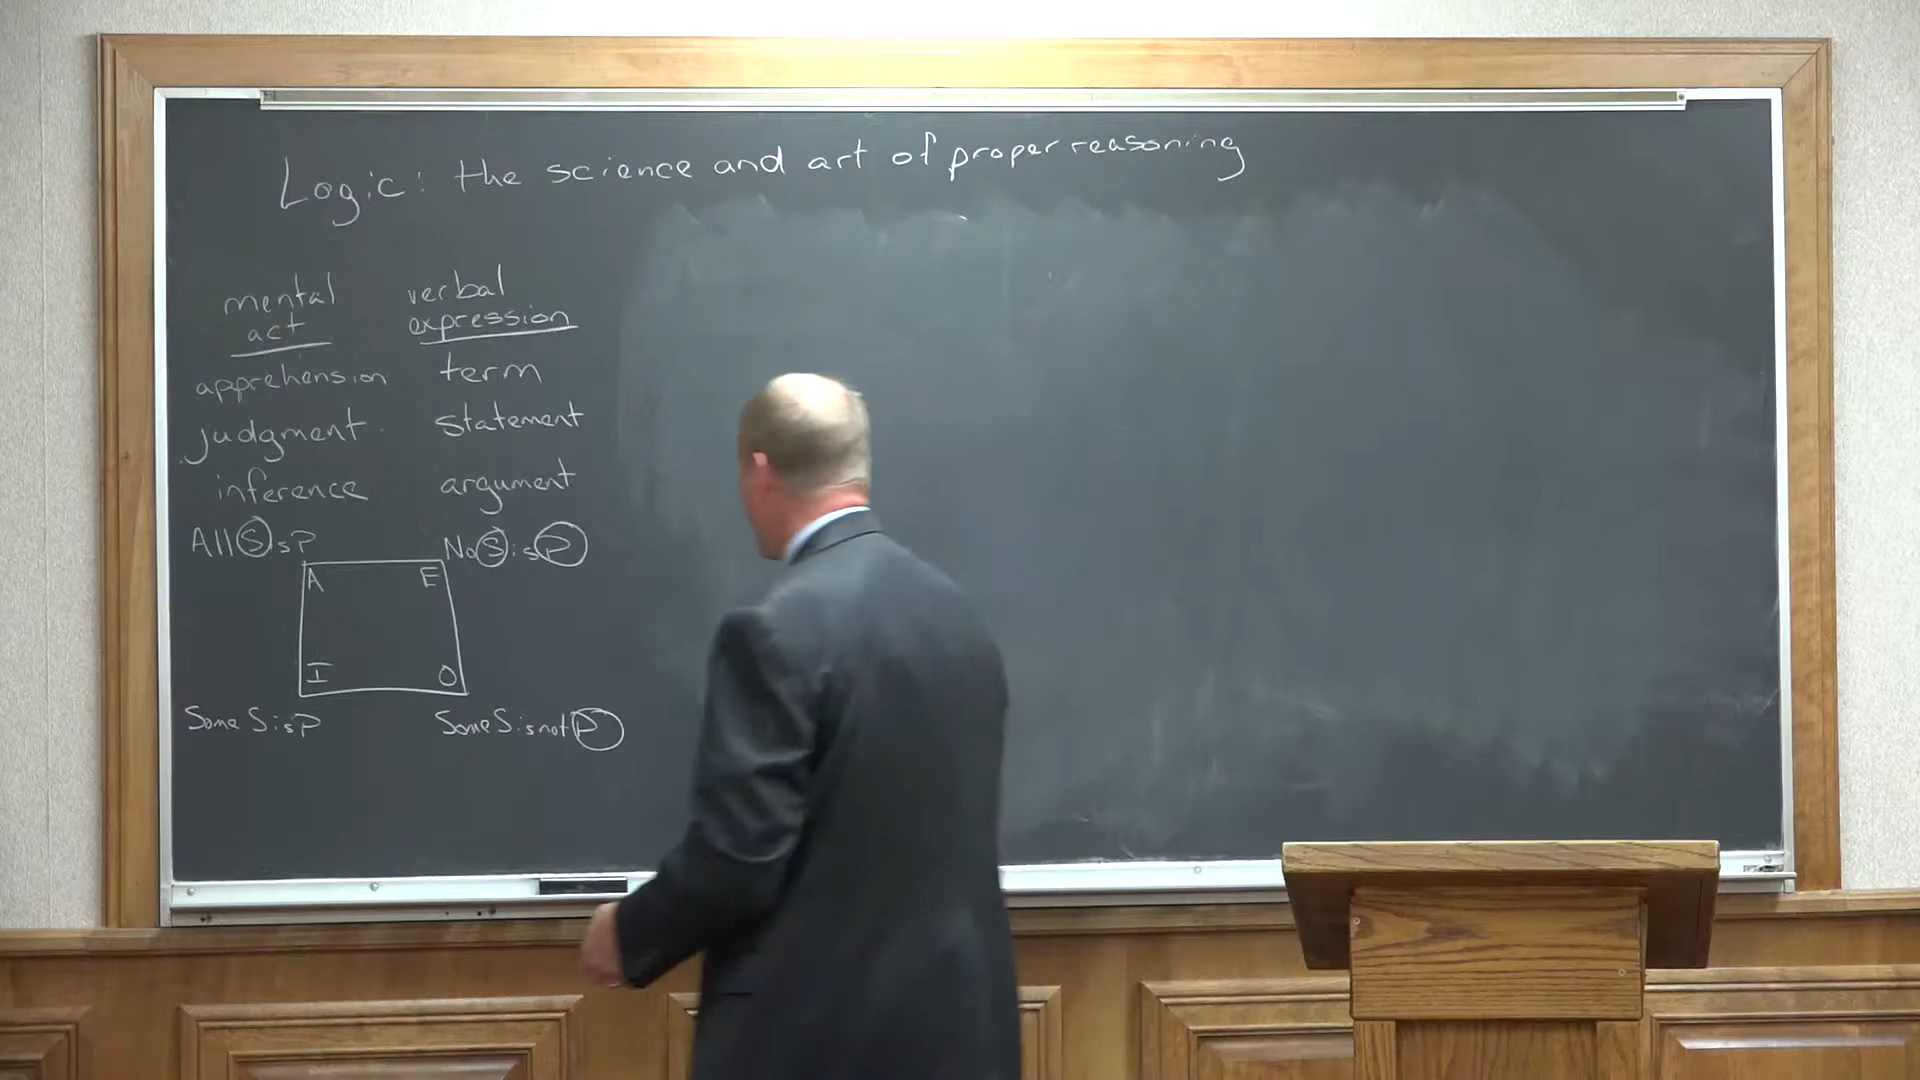 Logic: the science and art of proper reasoning
mental act
verbal expression
apprehension term
judgment statement
inference argument
All S is P
No S is P
A E
I O
Some S is P
Some S is not P